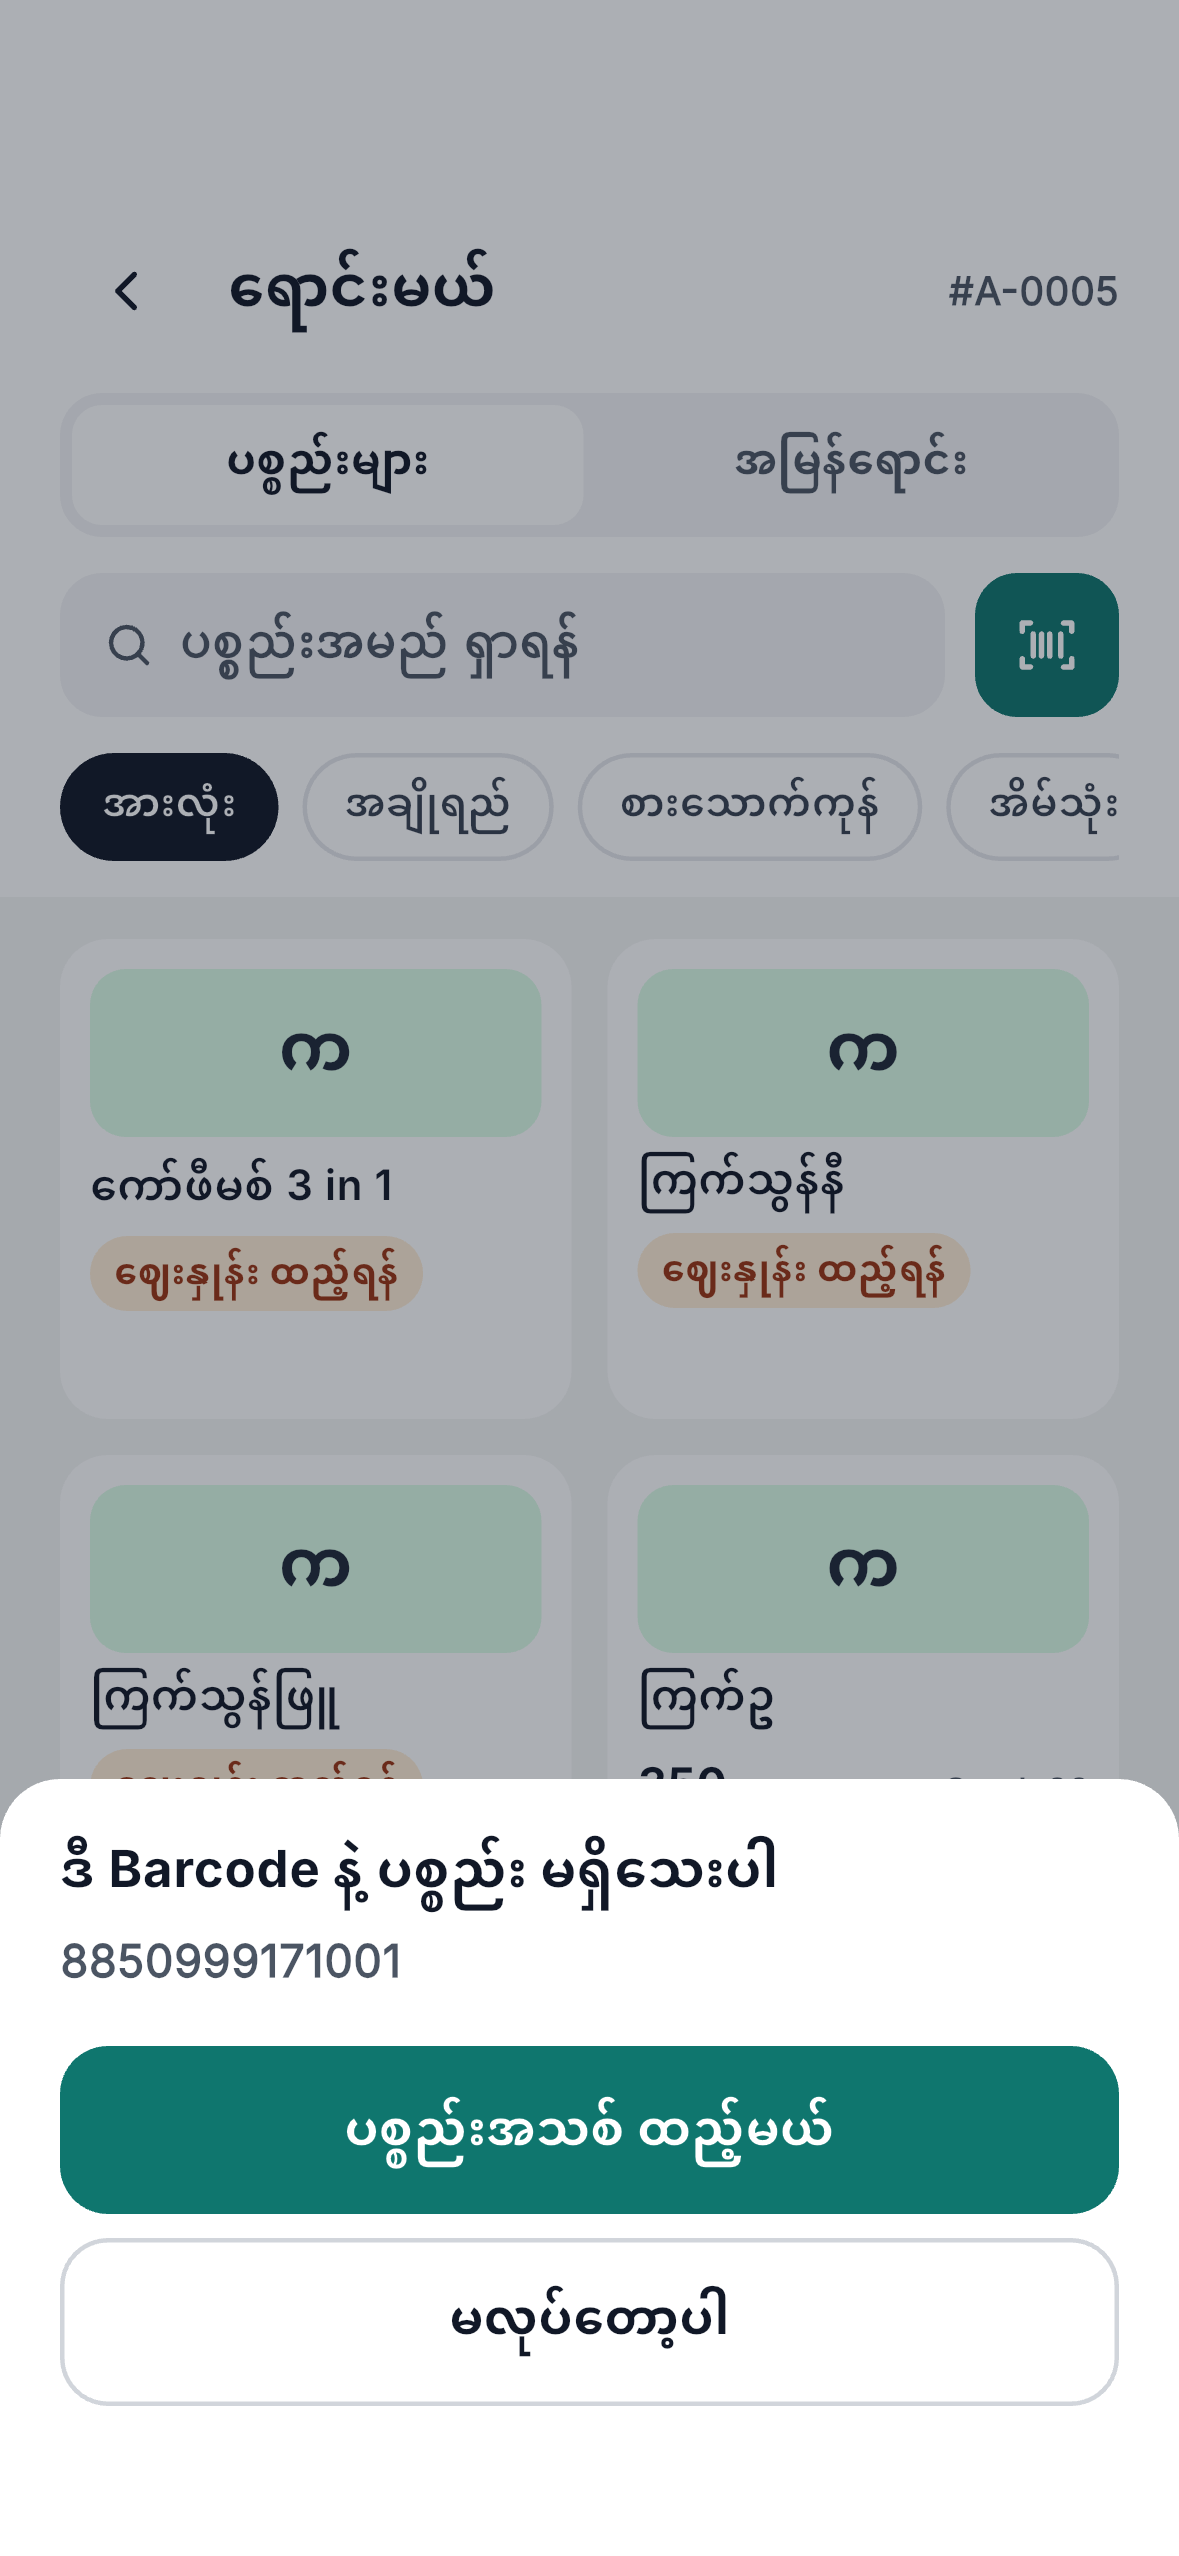 ရောင်းမယ်
#A-0005
ပစ္စည်းများ
အမြန်ရောင်း
ပစ္စည်းအမည် ရှာရန်
အားလုံး
အချိုရည်
စားသောက်ကုန်
အိမ်သုံး
က
က
ကော်ဖီမစ် 3 in 1
ကြက်သွန်နီ
ဈေးနှုန်း ထည့်ရန်
ဈေးနှုန်း ထည့်ရန်
က
က
ကြက်သွန်ဖြူ
ကြက်ဥ
350
ဒီ Barcode နဲ့ ပစ္စည်း မရှိသေးပါ
8850999171001
ပစ္စည်းအသစ် ထည့်မယ်
မလုပ်တော့ပါ